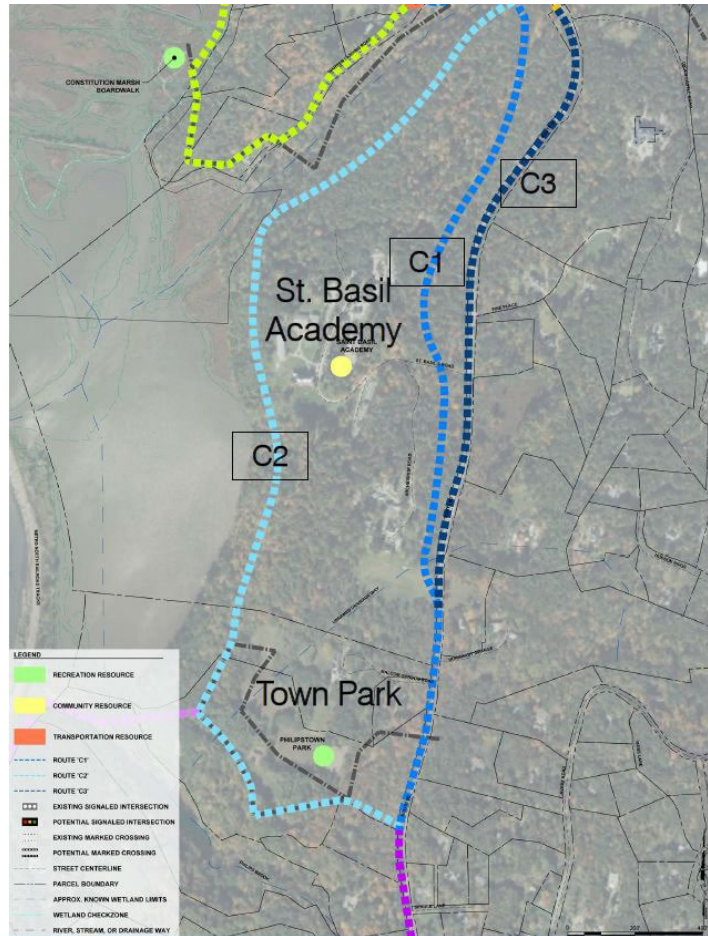 CONSTITUTION MARSH
BOARDWALK
C3
C1
St. Basil
Academy
SAINT BASIL
ACADEMY
C2
Town Park
PHILIPSTOWN
PARK
LEGEND
RECREATION RESOURCE
COMMUNITY RESOURCE
TRANSPORTATION RESOURCE
ROUTE 'C1'
ROUTE 'C2'
ROUTE 'C3'
EXISTING SIGNALED INTERSECTION
POTENTIAL SIGNALED INTERSECTION
EXISTING MARKED CROSSING
POTENTIAL MARKED CROSSING
STREET CENTERLINE
PARCEL BOUNDARY
APPROX. KNOWN WETLAND LIMITS
WETLAND CHECKZONE
RIVER, STREAM, OR DRAINAGE WAY